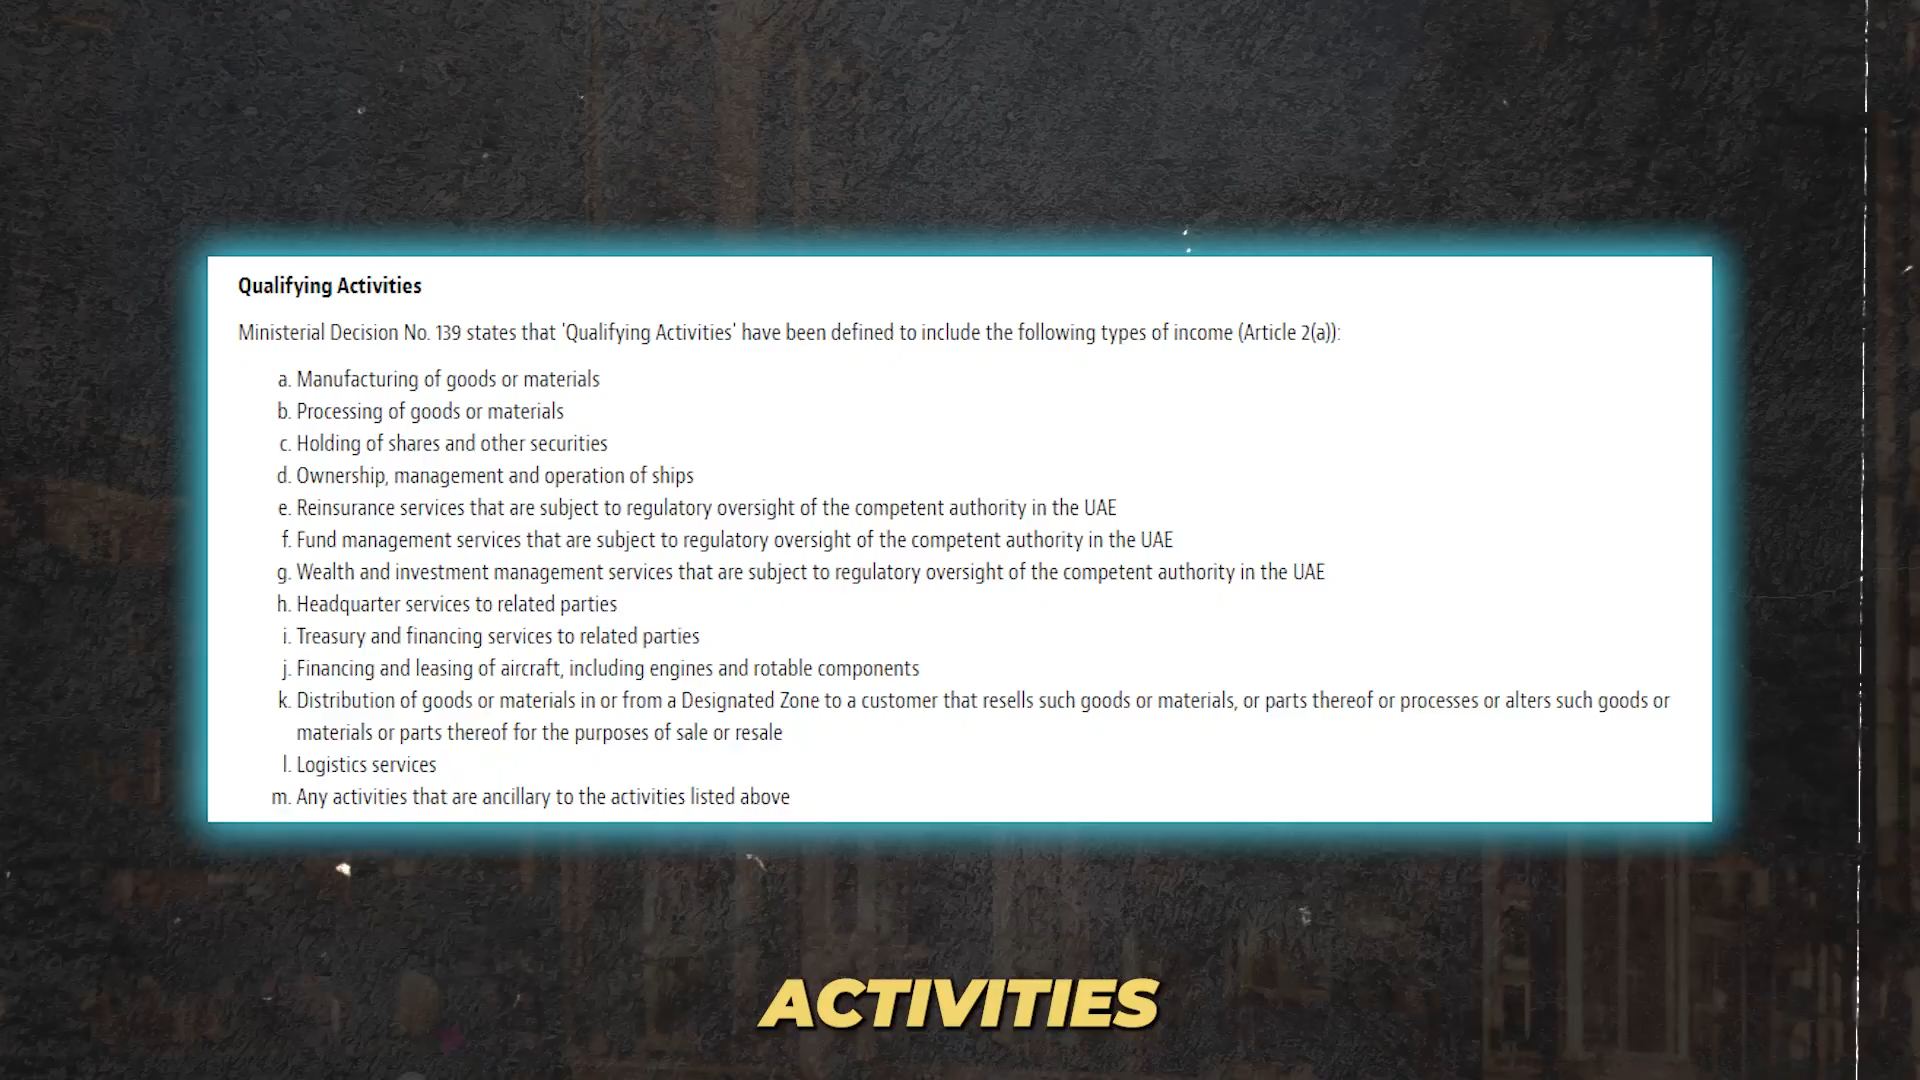 Qualifying Activities
Ministerial Decision No. 139 states that 'Qualifying Activities' have been defined to include the following types of income (Article 2(a)):
a. Manufacturing of goods or materials
b. Processing of goods or materials
c. Holding of shares and other securities
d. Ownership, management and operation of ships
e. Reinsurance services that are subject to regulatory oversight of the competent authority in the UAE
f. Fund management services that are subject to regulatory oversight of the competent authority in the UAE
g. Wealth and investment management services that are subject to regulatory oversight of the competent authority in the UAE
h. Headquarter services to related parties
i. Treasury and financing services to related parties
j. Financing and leasing of aircraft, including engines and rotable components
k. Distribution of goods or materials in or from a Designated Zone to a customer that resells such goods or materials, or parts thereof or processes or alters such goods or
materials or parts thereof for the purposes of sale or resale
l. Logistics services
m. Any activities that are ancillary to the activities listed above
ACTIVITIES